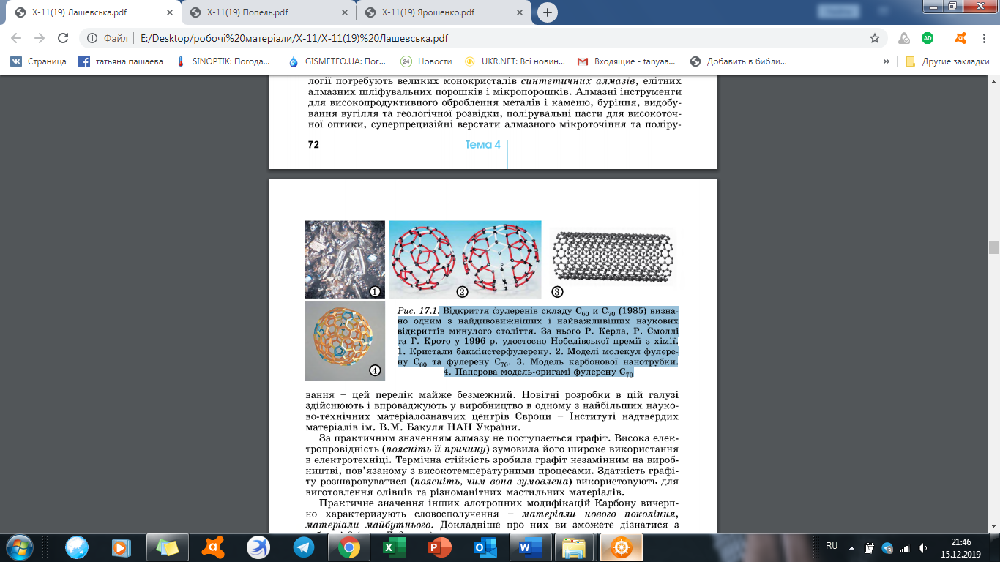 Х-11(19) Лашевська.pdf
Х-11(19) Попель.pdf
Х-11(19) Ярошенко.pdf
Файл | E:/Desktop/робочі%20матеріали/Х-11/Х-11(19)%20Лашевська.pdf
Страница
татьяна пашаева
SINOPTIK: Погода...
GISMETEO.UA: Пог...
24 Новости
UKR.NET: Всі новин...
Входящие - tanyaa...
Добавить в библи...
» Другие закладки
логії потребують великих монокристалів синтетичних алмазів, елітних
алмазних шліфувальних порошків і мікропорошків. Алмазні інструменти
для високопродуктивного оброблення металів і каменю, буріння, видобу-
вання вугілля та геологічної розвідки, полірувальні пасти для високоточ-
ної оптики, суперпрецизійні верстати алмазного мікроточіння та поліру-
72 Тема 4
1
2
3
4
Рис. 17.1. Відкриття фулеренів складу C60 и C70 (1985) визна-
но одним з найдивовижніших і найважливіших наукових
відкриттів минулого століття. За нього Р. Керла, Р. Смоллі
та Г. Крото у 1996 р. удостоєно Нобелівської премії з хімії.
1. Кристали бакмінстерфулерену. 2. Моделі молекул фулере-
ну C60 та фулерену C70. 3. Модель карбонової нанотрубки.
4. Паперова модель-оригамі фулерену C70
вання – цей перелік майже безмежний. Новітні розробки в цій галузі
здійснюють і впроваджують у виробництво в одному з найбільших науко-
во-технічних матеріалознавчих центрів Європи – Інституті надтвердих
матеріалів ім. В.М. Бакуля НАН України.
За практичним значенням алмазу не поступається графіт. Висока елек-
тропровідність (поясніть її причину) зумовила його широке використання
в електротехніці. Термічна стійкість зробила графіт незамінним на вироб-
ництві, пов’язаному з високотемпературними процесами. Здатність графі-
ту розшаровуватися (поясніть, чим вона зумовлена) використовують для
виготовлення олівців та різноманітних мастильних матеріалів.
Практичне значення інших алотропних модифікацій Карбону вичерп-
но характеризують словосполучення – матеріали нового покоління,
матеріали майбутнього. Докладніше про них ви зможете дізнатися з
RU
21:46
15.12.2019